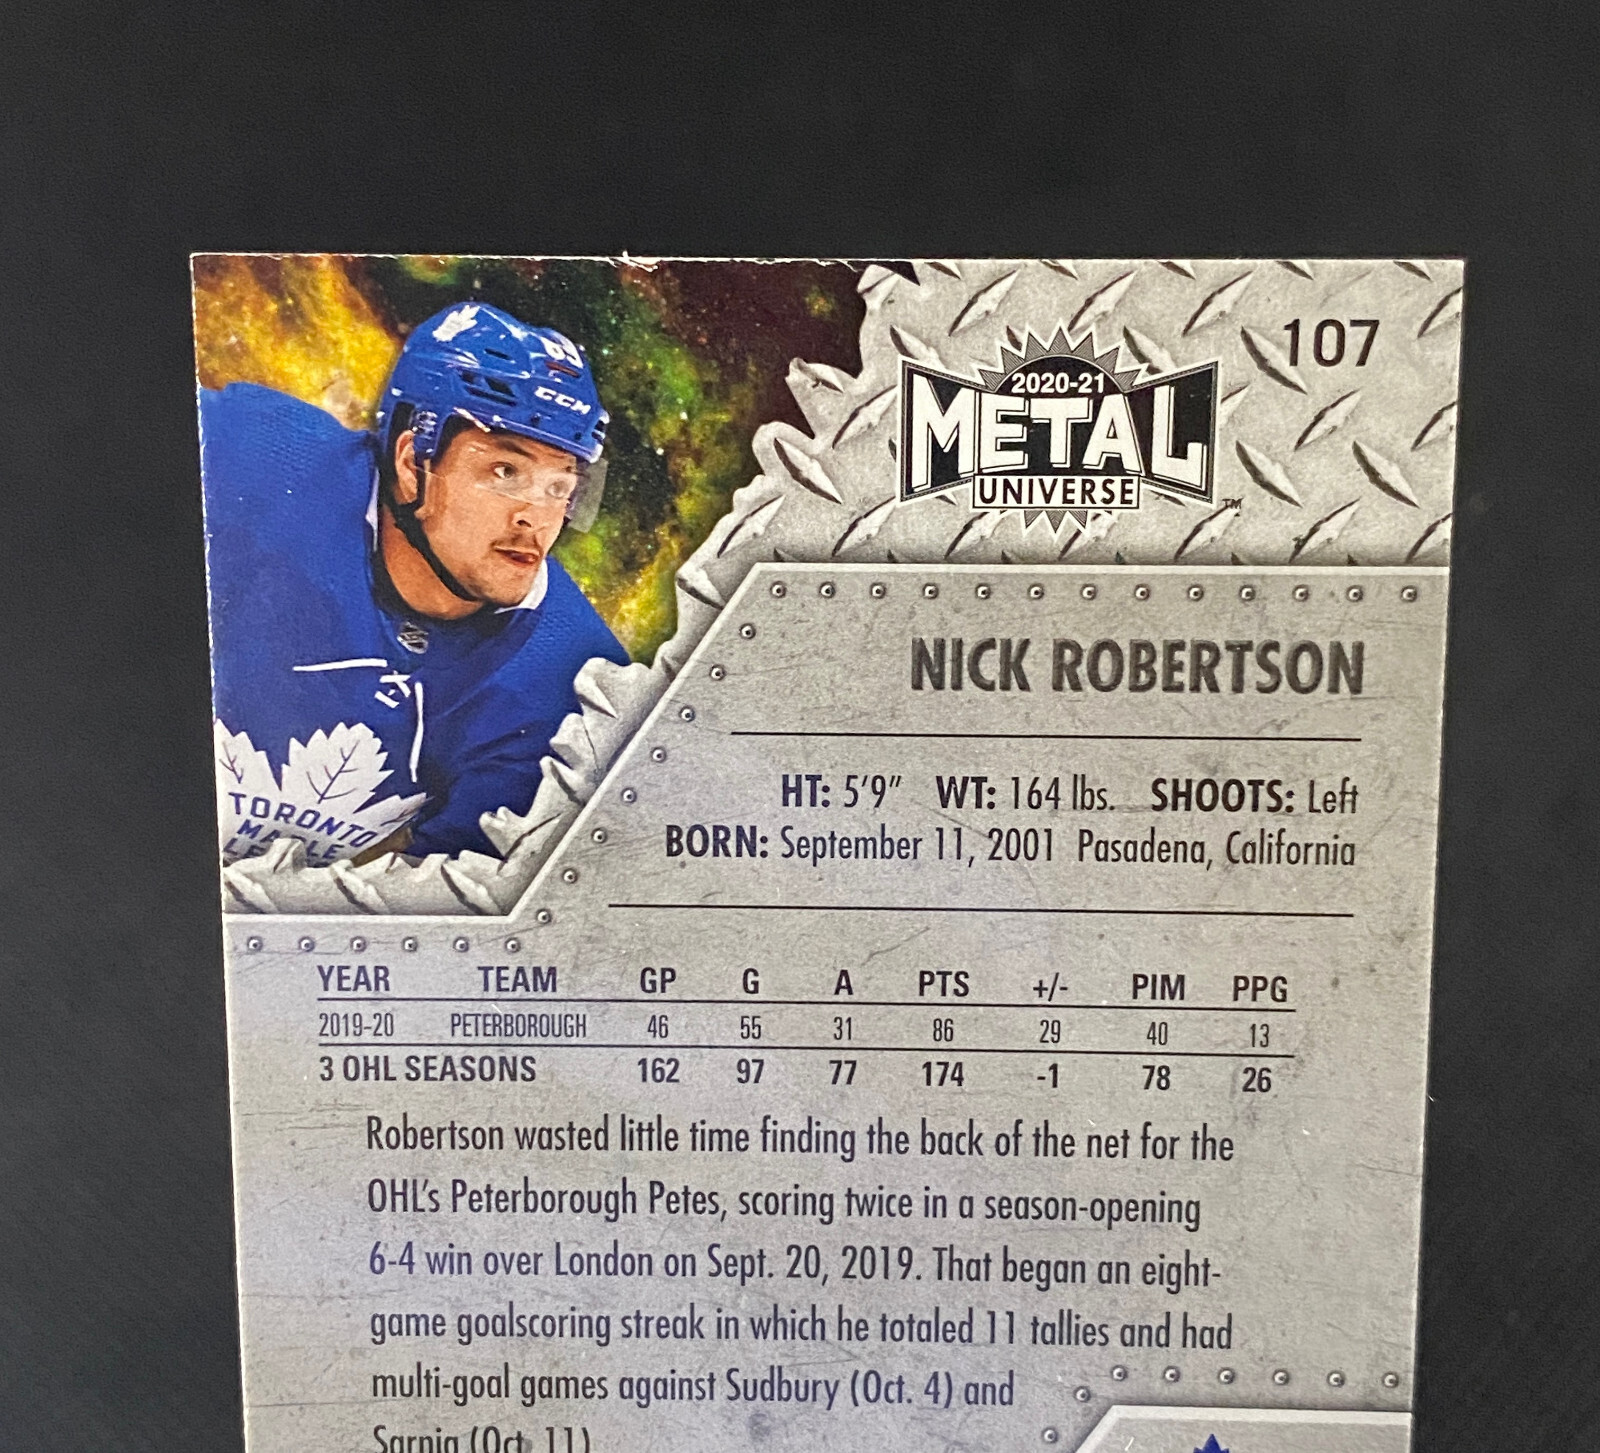 107
2020-21
METAL
UNIVERSE
TM
CCM
TORONTO
MAPLE
NICK ROBERTSON
HT: 5'9" WT: 164 lbs. SHOOTS: Left
BORN: September 11, 2001 Pasadena, California
YEAR TEAM GP G A PTS +/- PIM PPG
2019-20 PETERBOROUGH 46 55 31 86 29 40 13
3 OHL SEASONS 162 97 77 174 -1 78 26
Robertson wasted little time finding the back of the net for the
OHL's Peterborough Petes, scoring twice in a season-opening
6-4 win over London on Sept. 20, 2019. That began an eight-
game goalscoring streak in which he totaled 11 tallies and had
multi-goal games against Sudbury (Oct. 4) and
Sarnia (Oct. 11)